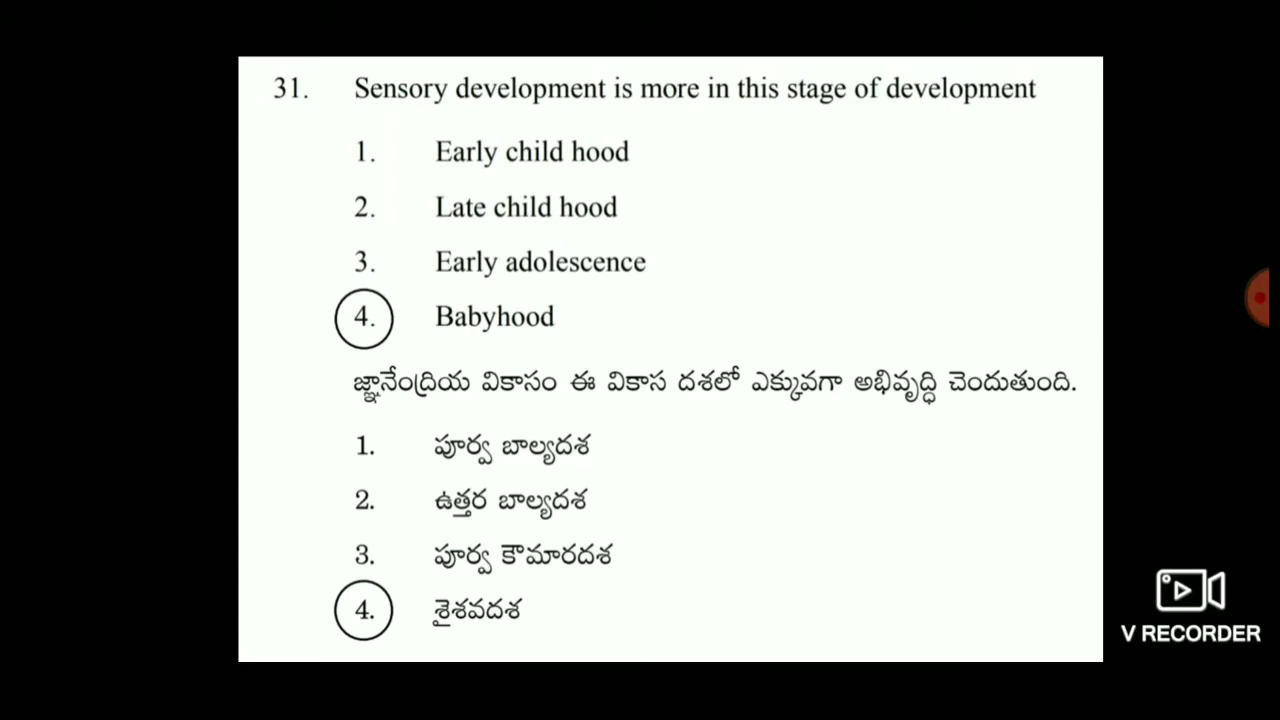 31. Sensory development is more in this stage of development
1. Early child hood
2. Late child hood
3. Early adolescence
4. Babyhood
జ్ఞానేంద్రియ వికాసం ఈ వికాస దశలో ఎక్కువగా అభివృద్ధి చెందుతుంది.
1. పూర్వ బాల్యదశ
2. ఉత్తర బాల్యదశ
3. పూర్వ కౌమారదశ
4. శైశవదశ
V RECORDER